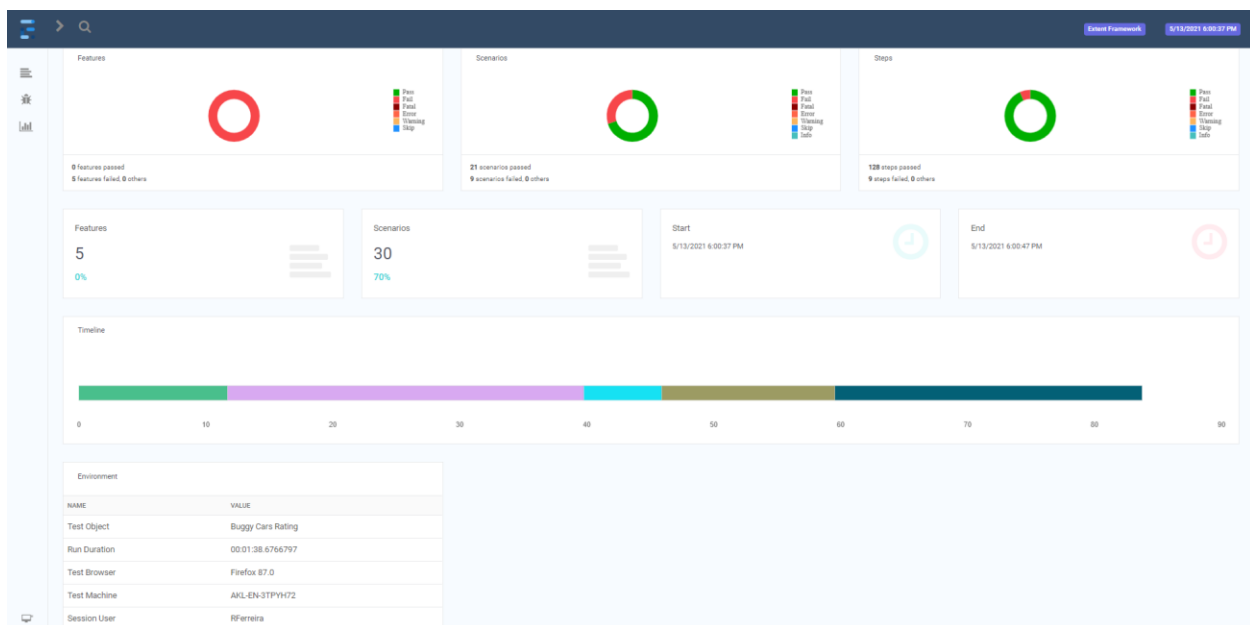 Extent Framework 5/13/2021 6:00:37 PM
Features
Pass
Fail
Fatal
Error
Warning
Skip
0 features passed
5 features failed, 0 others
Scenarios
Pass
Fail
Fatal
Error
Warning
Skip
Info
21 scenarios passed
9 scenarios failed, 0 others
Steps
Pass
Fail
Fatal
Error
Warning
Skip
Info
128 steps passed
9 steps failed, 0 others
Features
5
0%
Scenarios
30
70%
Start
5/13/2021 6:00:37 PM
End
5/13/2021 6:00:47 PM
Timeline
0 10 20 30 40 50 60 70 80 90
Environment
NAME VALUE
Test Object Buggy Cars Rating
Run Duration 00:01:38.6766797
Test Browser Firefox 87.0
Test Machine AKL-EN-3TPYH72
Session User RFerreira